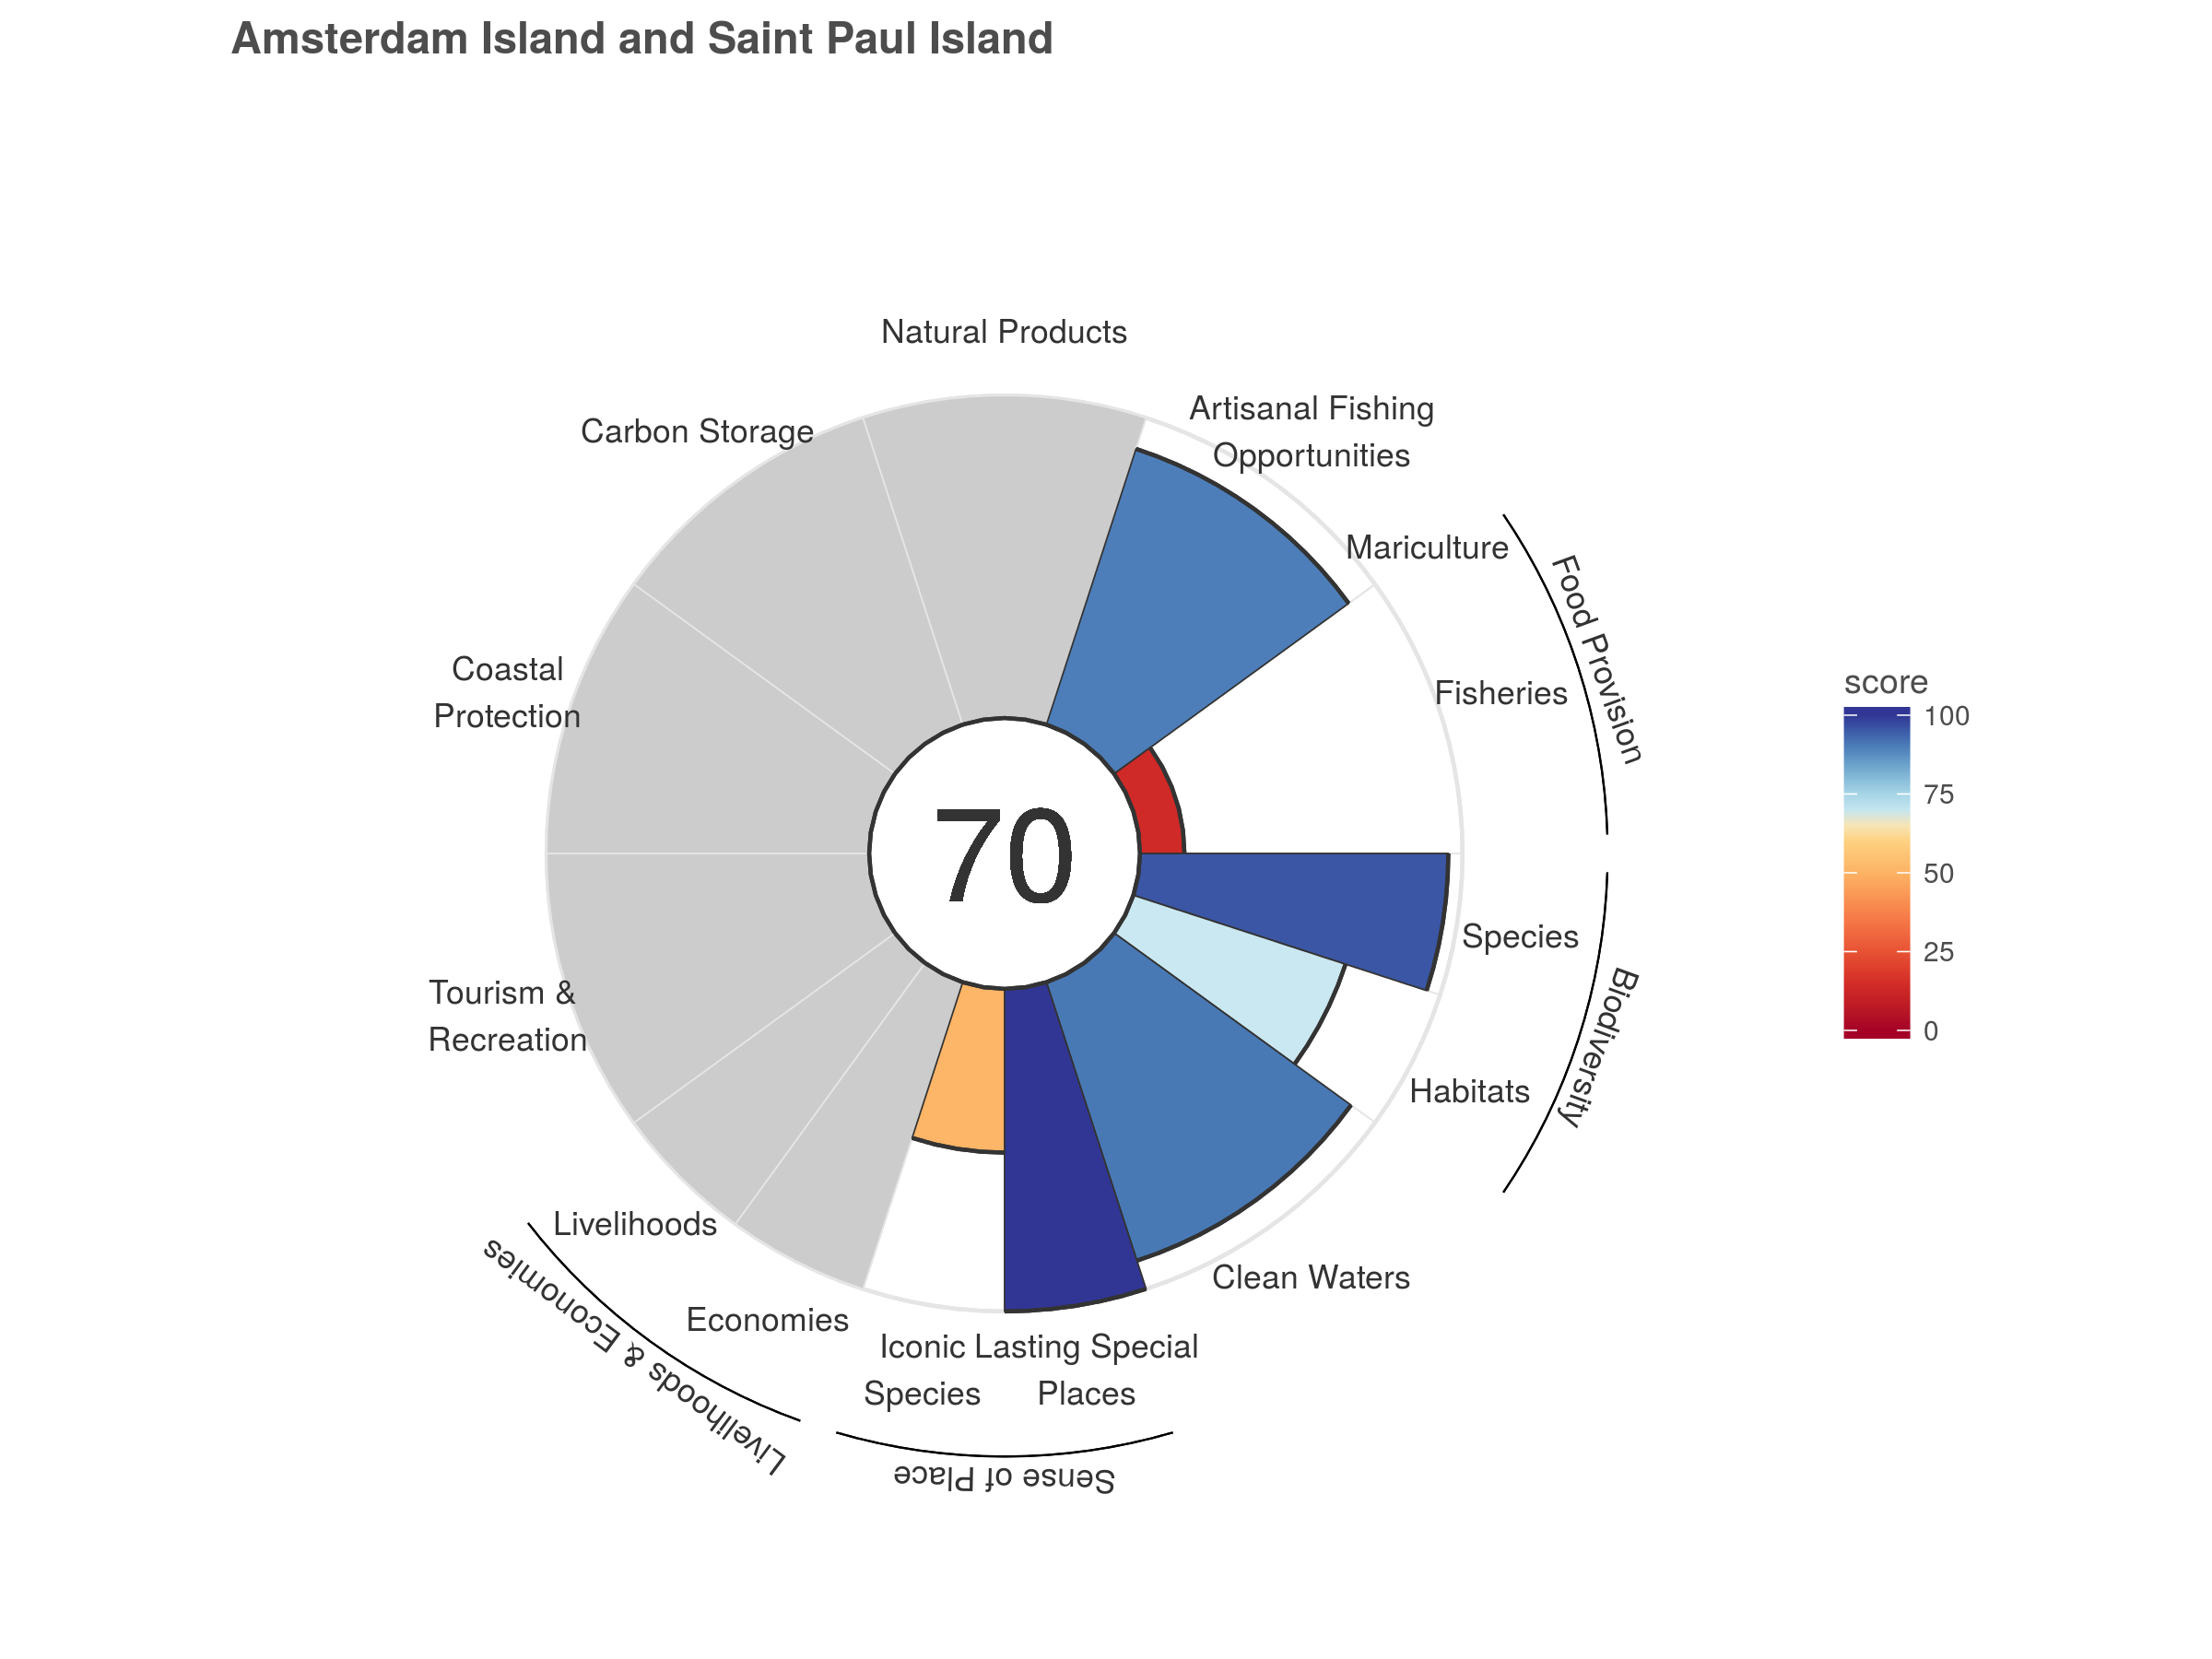 Amsterdam Island and Saint Paul Island
Natural Products
Artisanal Fishing
Opportunities
Carbon Storage
Mariculture
Food Provision
Fisheries
Coastal
Protection
score
100
75
50
25
0
70
Species
Biodiversity
Habitats
Tourism &
Recreation
Livelihoods
Livelihoods & Economies
Economies
Clean Waters
Iconic
Species
Lasting Special
Places
Sense of Place